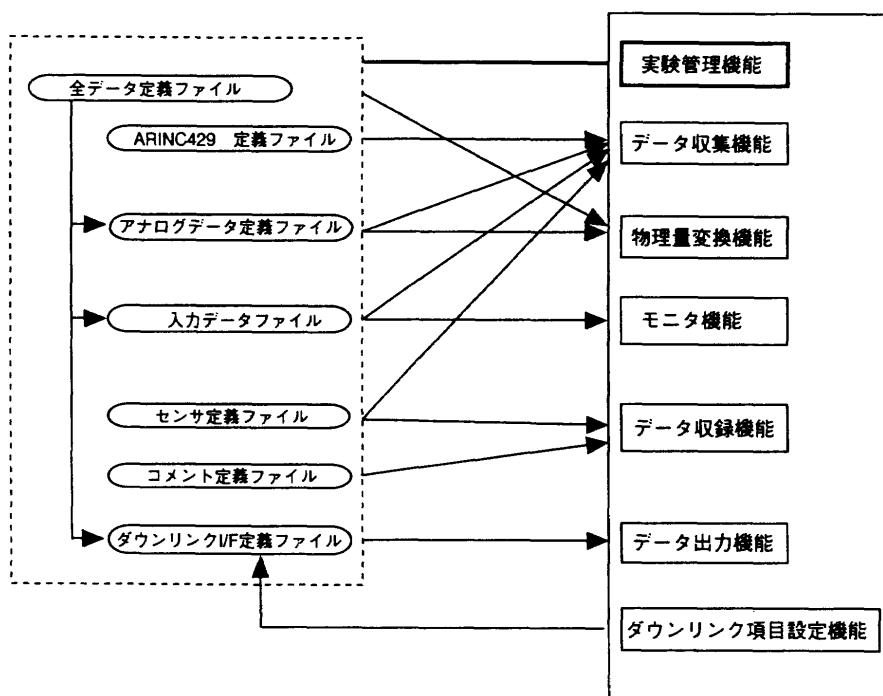 全データ定義ファイル
ARINC429 定義ファイル
アナログデータ定義ファイル
入力データファイル
センサ定義ファイル
コメント定義ファイル
ダウンリンクI/F定義ファイル
実験管理機能
データ収集機能
物理量変換機能
モニタ機能
データ収録機能
データ出力機能
ダウンリンク項目設定機能